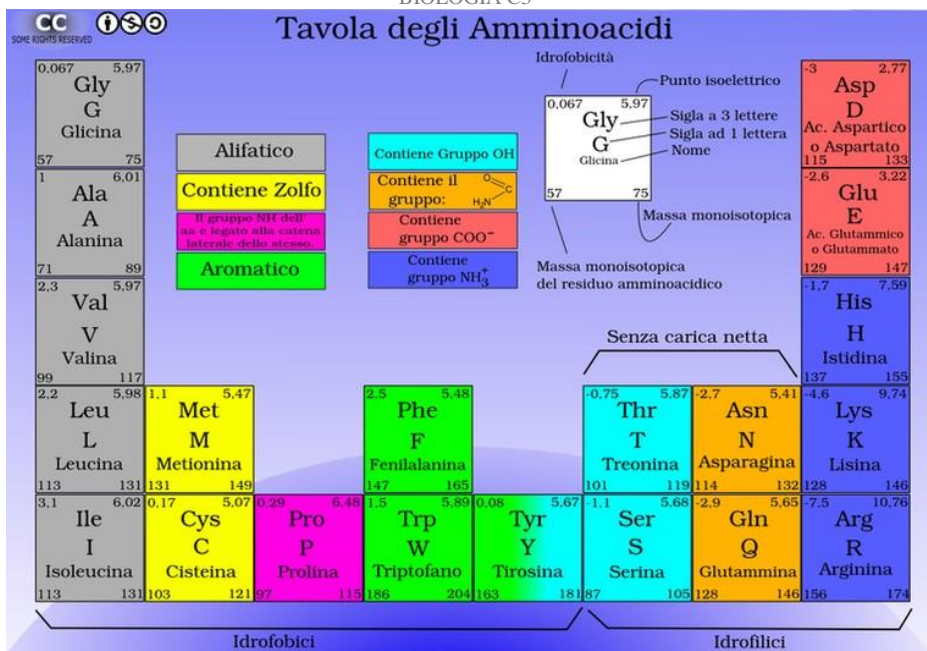 BIOLOGIA C3
CC
SOME RIGHTS RESERVED
Tavola degli Amminoacidi
Idrofobicità
Punto isoelettrico
0,067 5,97
Gly
Sigla a 3 lettere
G
Sigla ad 1 lettera
Glicina
Nome
57 75
Massa monoisotopica
Massa monoisotopica
del residuo amminoacidico
Alifatico
Contiene Zolfo
Il gruppo NH dell'
aa è legato alla catena
laterale dello stesso.
Aromatico
Contiene Gruppo OH
Contiene il
gruppo:
O
C
H₂N
Contiene
gruppo COO⁻
Contiene
gruppo NH₃⁺
Senza carica netta
0,067 5,97
Gly
G
Glicina
57 75
1 6,01
Ala
A
Alanina
71 89
2,3 5,97
Val
V
Valina
99 117
2,2 5,98
Leu
L
Leucina
113 131
3,1 6,02
Ile
I
Isoleucina
113 131
1,1 5,47
Met
M
Metionina
131 149
0,17 5,07
Cys
C
Cisteina
103 121
0,29 6,48
Pro
P
Prolina
97 115
2,5 5,48
Phe
F
Fenilalanina
147 165
1,5 5,89
Trp
W
Triptofano
186 204
0,08 5,67
Tyr
Y
Tirosina
163 181
-0,75 5,87
Thr
T
Treonina
101 119
-1,1 5,68
Ser
S
Serina
87 105
-2,7 5,41
Asn
N
Asparagina
114 132
-2,9 5,65
Gln
Q
Glutammina
128 146
-3 2,77
Asp
D
Ac. Aspartico
o Aspartato
115 133
-2,6 3,22
Glu
E
Ac. Glutammico
o Glutammato
129 147
-1,7 7,59
His
H
Istidina
137 155
-4,6 9,74
Lys
K
Lisina
128 146
-7,5 10,76
Arg
R
Arginina
156 174
Idrofobici
Idrofilici